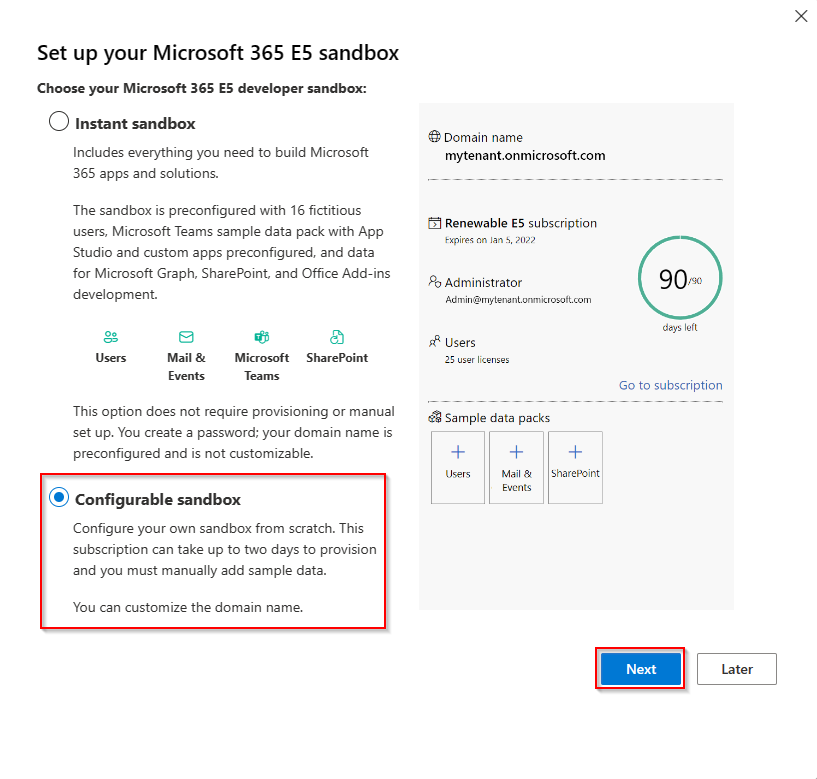 Set up your Microsoft 365 E5 sandbox
Choose your Microsoft 365 E5 developer sandbox:
Instant sandbox
Includes everything you need to build Microsoft
365 apps and solutions.
The sandbox is preconfigured with 16 fictitious
users, Microsoft Teams sample data pack with App
Studio and custom apps preconfigured, and data
for Microsoft Graph, SharePoint, and Office Add-ins
development.
Users
Mail &
Events
Microsoft
Teams
SharePoint
This option does not require provisioning or manual
set up. You create a password; your domain name is
preconfigured and is not customizable.
Configurable sandbox
Configure your own sandbox from scratch. This
subscription can take up to two days to provision
and you must manually add sample data.
You can customize the domain name.
Domain name
mytenant.onmicrosoft.com
Renewable E5 subscription
Expires on Jan 5, 2022
Administrator
Admin@mytenant.onmicrosoft.com
90/90
days left
Users
25 user licenses
Go to subscription
Sample data packs
Users
Mail &
Events
SharePoint
Next
Later